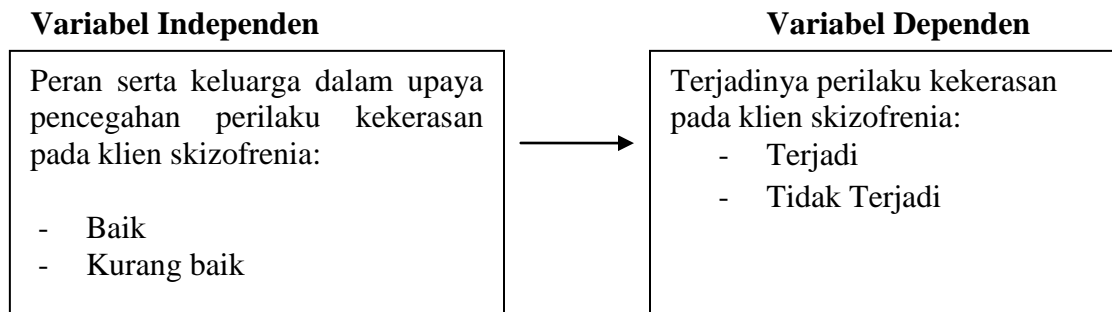 Variabel Independen
Peran serta keluarga dalam upaya
pencegahan perilaku kekerasan
pada klien skizofrenia:
- Baik
- Kurang baik
Variabel Dependen
Terjadinya perilaku kekerasan
pada klien skizofrenia:
- Terjadi
- Tidak Terjadi